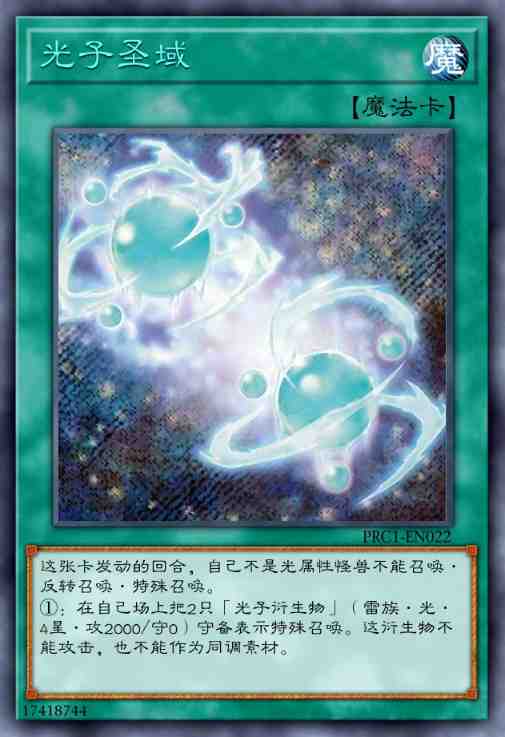 光子圣域
魔
【魔法卡】
PRC1-EN022
这张卡发动的回合，自己不是光属性怪兽不能召唤·
反转召唤·特殊召唤。
①：在自己场上把2只「光子衍生物」（雷族·光·
4星·攻2000/守0）守备表示特殊召唤。这衍生物不
能攻击，也不能作为同调素材。
17418744